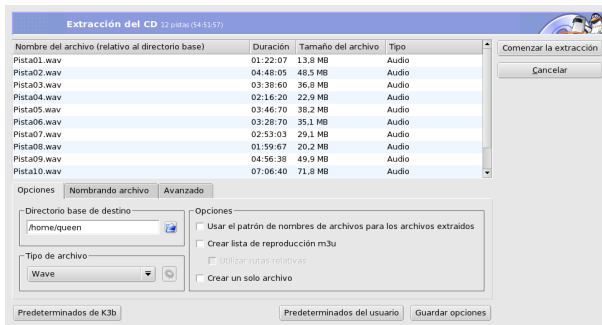 Extracción del CD 12 pistas (54:51:57)
Nombre del archivo (relativo al directorio base) Duración Tamaño del archivo Tipo
Pista01.wav 01:22:07 13,8 MB Audio
Pista02.wav 04:48:05 48,5 MB Audio
Pista03.wav 03:38:60 36,8 MB Audio
Pista04.wav 02:16:20 22,9 MB Audio
Pista05.wav 03:46:70 38,2 MB Audio
Pista06.wav 03:28:70 35,1 MB Audio
Pista07.wav 02:53:03 29,1 MB Audio
Pista08.wav 01:59:67 20,2 MB Audio
Pista09.wav 04:56:38 49,9 MB Audio
Pista10.wav 07:06:40 71,8 MB Audio
Comenzar la extracción
Cancelar
Opciones Nombrando archivo Avanzado
Directorio base de destino
/home/queen
Tipo de archivo
Wave
Opciones
Usar el patrón de nombres de archivos para los archivos extraídos
Crear lista de reproducción m3u
Utilizar rutas relativas
Crear un solo archivo
Predeterminados de K3b Predeterminados del usuario Guardar opciones